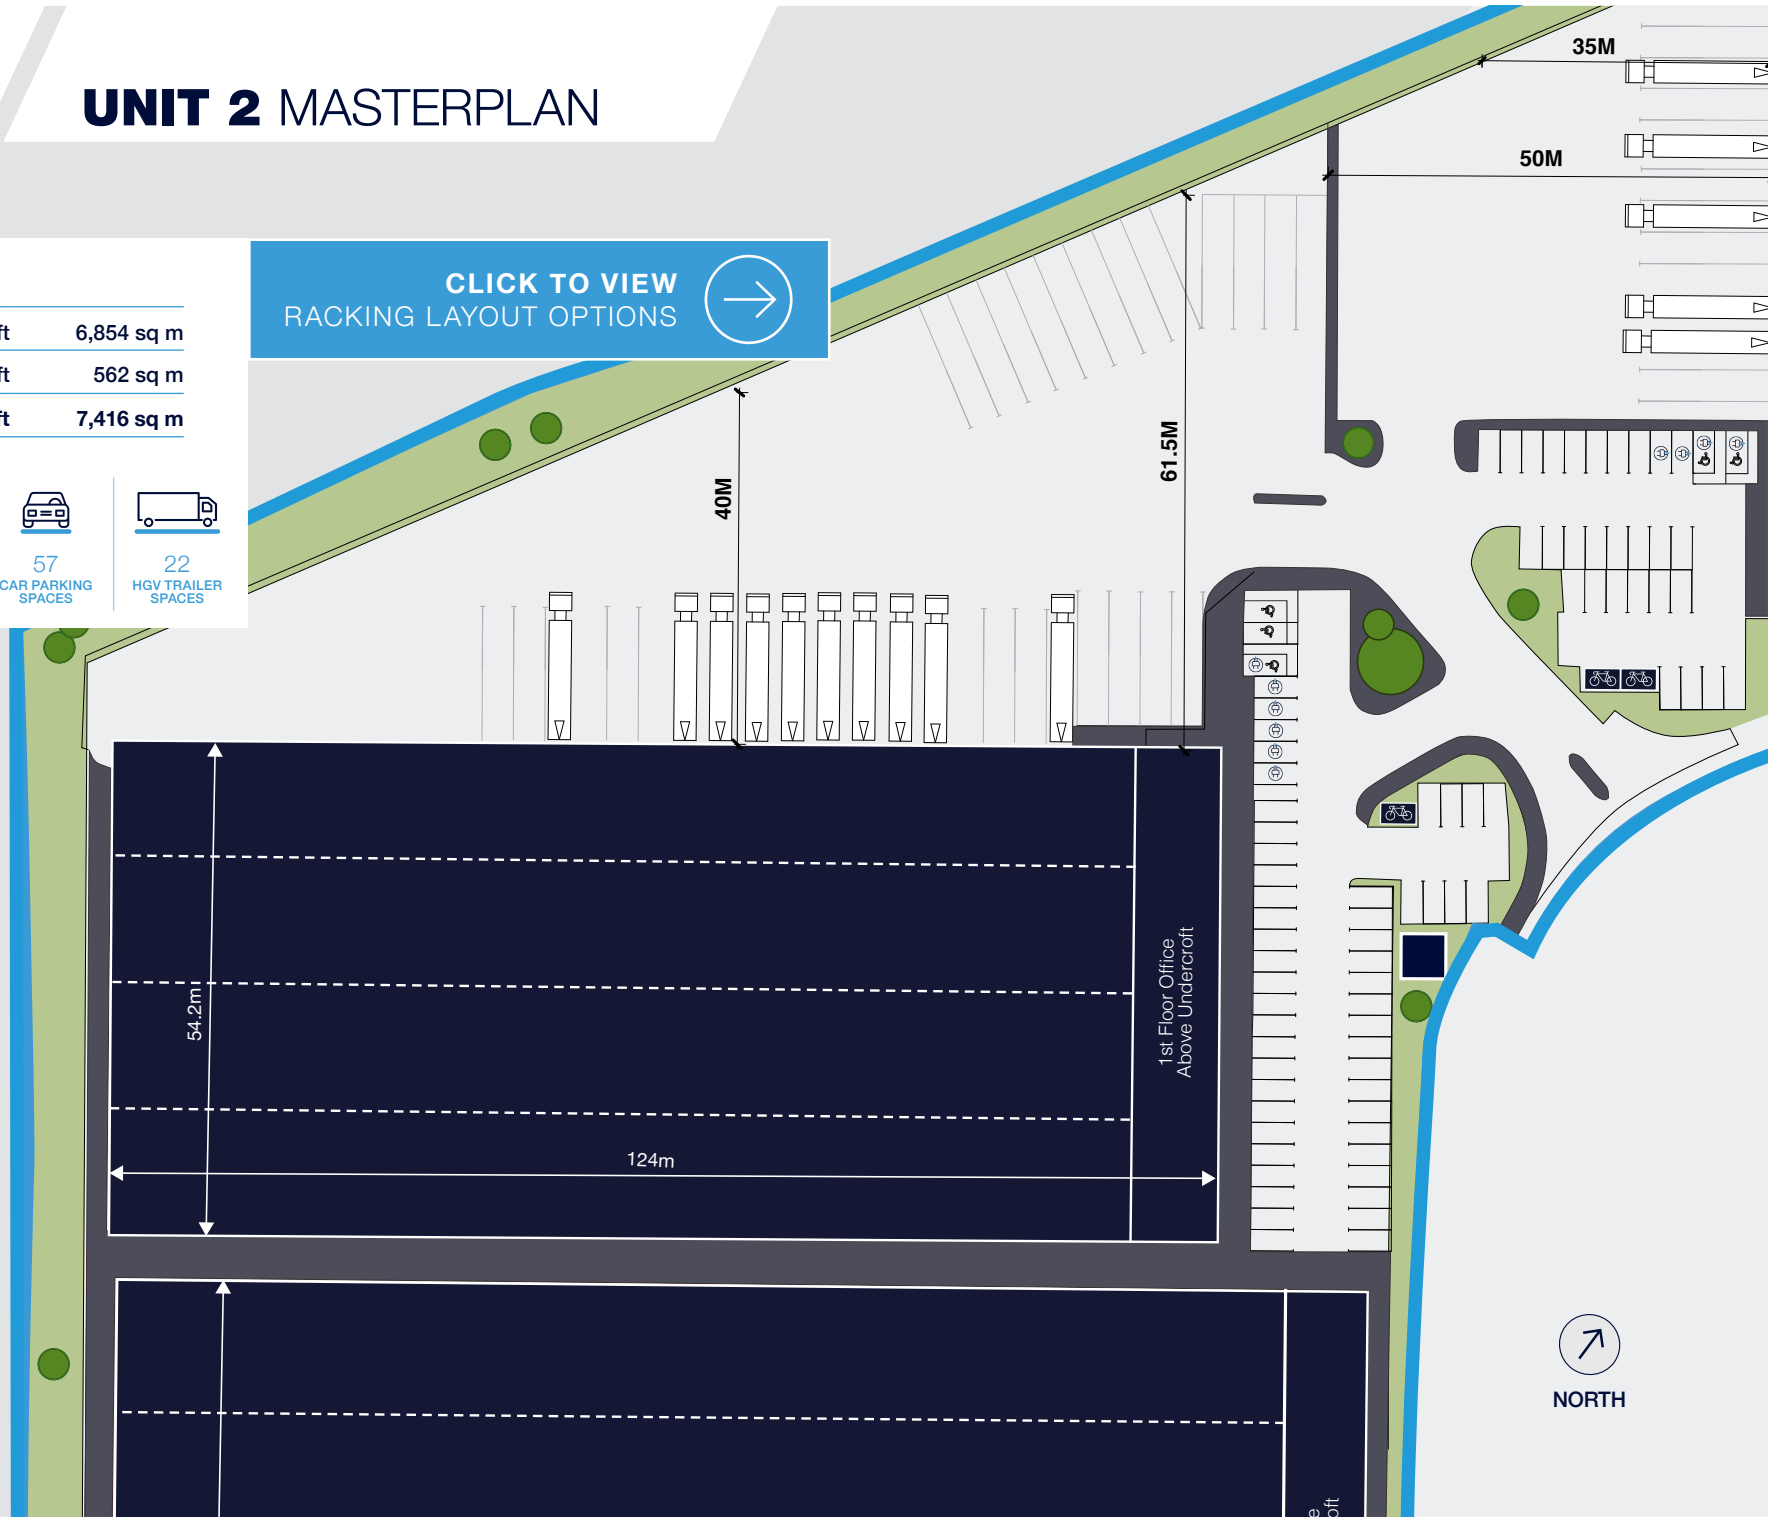 UNIT 2 MASTERPLAN
35M
50M
CLICK TO VIEW
RACKING LAYOUT OPTIONS
ft 6,854 sq m
ft 562 sq m
ft 7,416 sq m
57
CAR PARKING
SPACES
22
HGV TRAILER
SPACES
40M
61.5M
54.2m
124m
1st Floor Office
Above Undercroft
NORTH